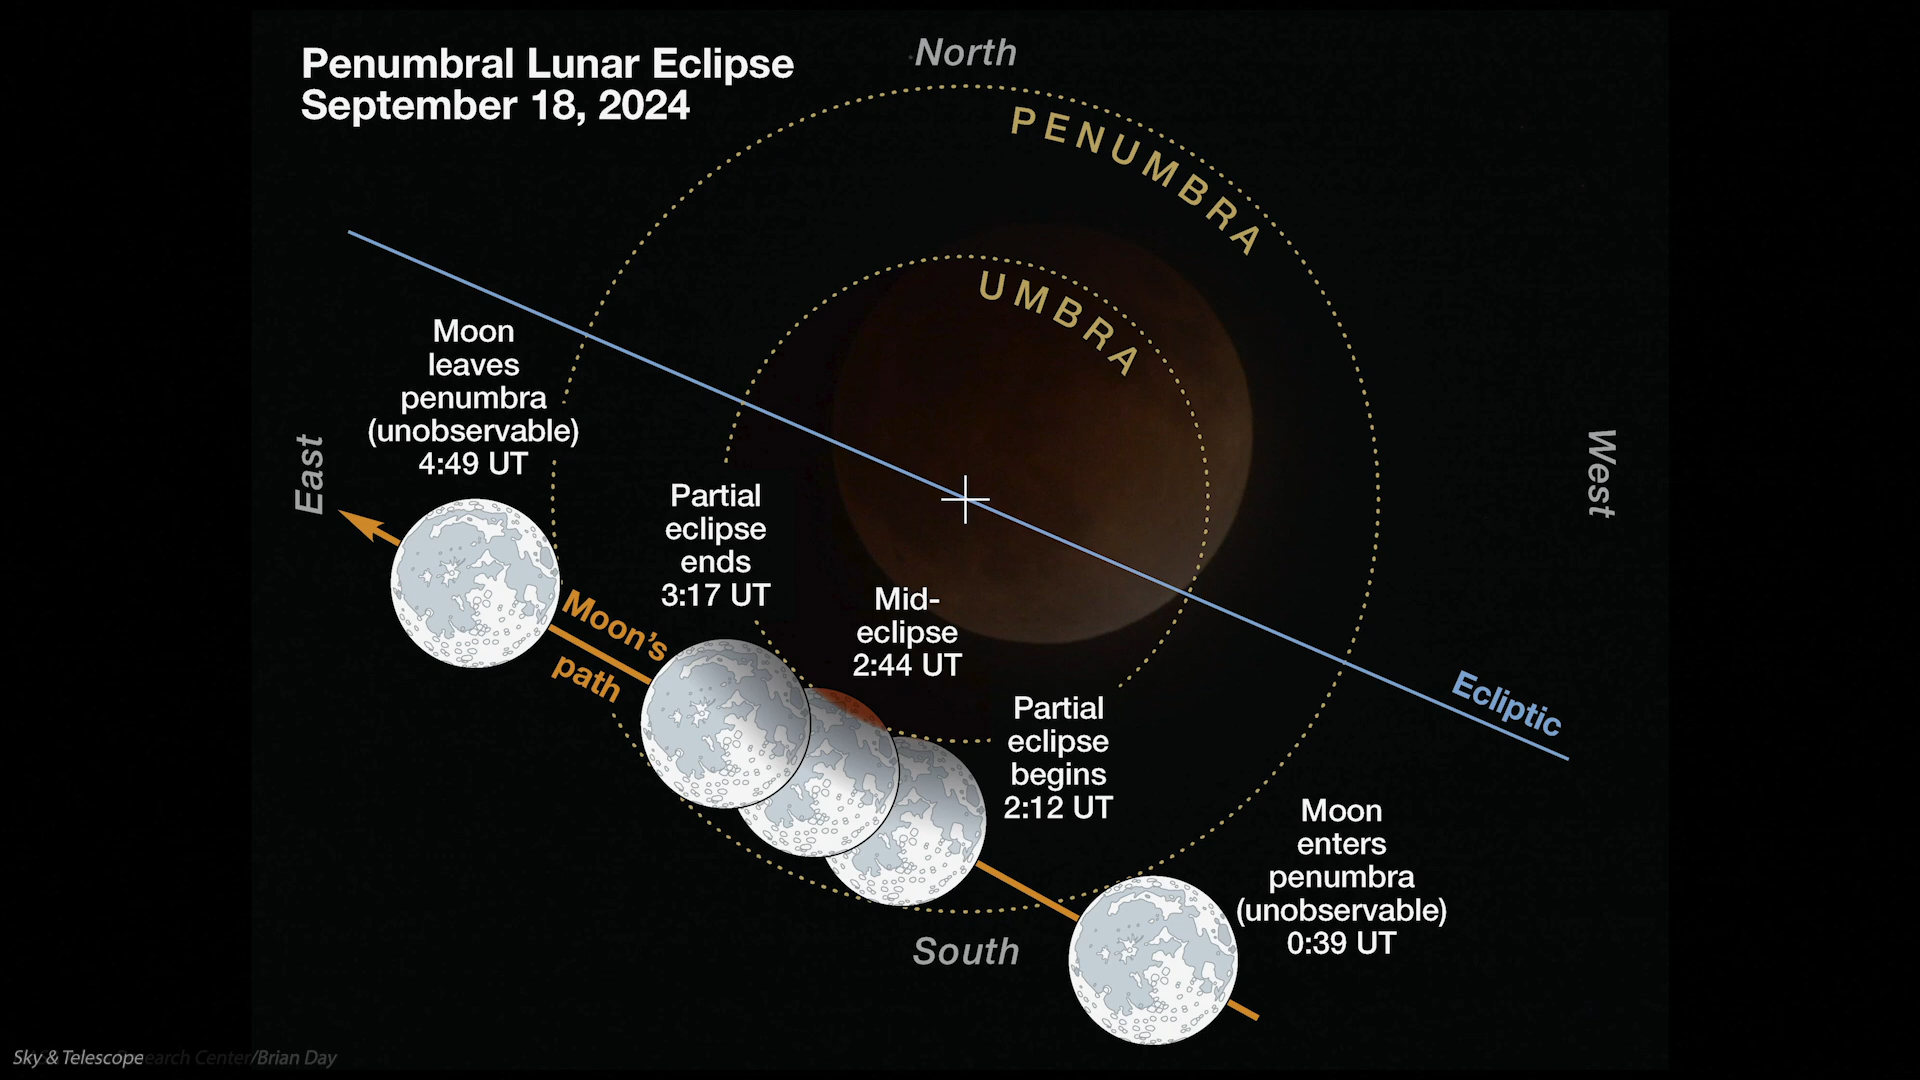 Penumbral Lunar Eclipse
September 18, 2024
North
PENUMBRA
UMBRA
Moon
leaves
penumbra
(unobservable)
4:49 UT
East
West
Partial
eclipse
ends
3:17 UT
Mid-
eclipse
2:44 UT
Moon's
path
Partial
eclipse
begins
2:12 UT
Ecliptic
Moon
enters
penumbra
(unobservable)
0:39 UT
South
Sky & Telescope
earch Center/Brian Day